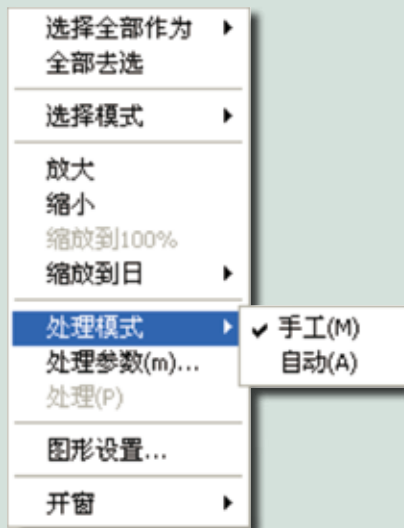 选择全部作为
全部去选
选择模式
放大
缩小
缩放到100%
缩放到日
处理模式
手工(M)
自动(A)
处理参数(m)...
处理(P)
图形设置...
开窗